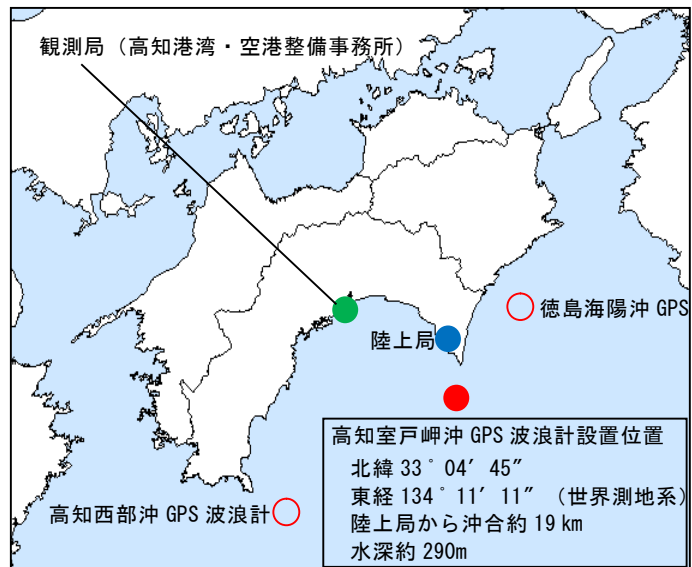 観測局（高知港湾・空港整備事務所）
徳島海陽沖 GPS
陸上局
高知室戸岬沖 GPS 波浪計設置位置
北緯 33°04′45″
東経 134°11′11″（世界測地系）
陸上局から沖合約 19 km
水深約 290m
高知西部沖 GPS 波浪計